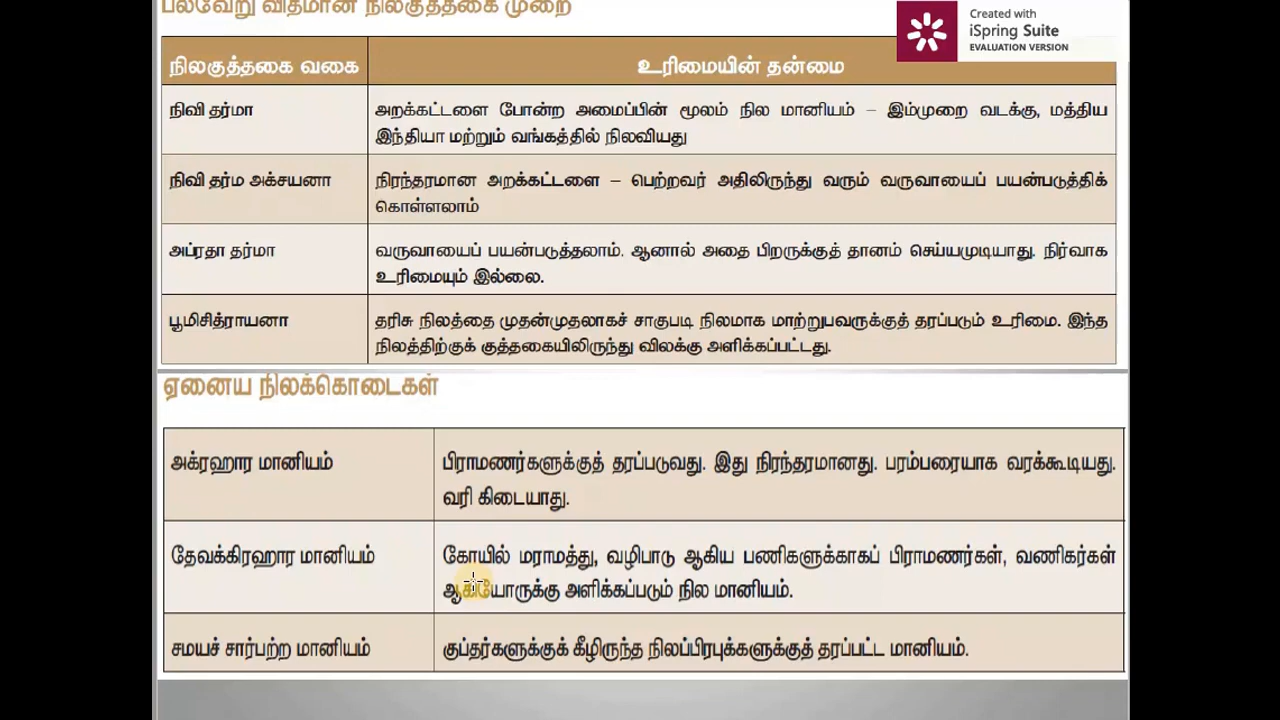 பல்வேறு விதமான நிலகுத்தகை முறை
Created with
iSpring Suite
EVALUATION VERSION
நிலகுத்தகை வகை உரிமையின் தன்மை
நிவி தர்மா அறக்கட்டளை போன்ற அமைப்பின் மூலம் நில மானியம் – இம்முறை வடக்கு, மத்திய
இந்தியா மற்றும் வங்கத்தில் நிலவியது
நிவி தர்ம அக்சயனா நிரந்தரமான அறக்கட்டளை – பெற்றவர் அதிலிருந்து வரும் வருவாயைப் பயன்படுத்திக்
கொள்ளலாம்
அப்ரதா தர்மா வருவாயைப் பயன்படுத்தலாம். ஆனால் அதை பிறருக்குத் தானம் செய்யமுடியாது. நிர்வாக
உரிமையும் இல்லை.
பூமிசித்ராயனா தரிசு நிலத்தை முதன்முதலாகச் சாகுபடி நிலமாக மாற்றுபவருக்குத் தரப்படும் உரிமை. இந்த
நிலத்திற்குக் குத்தகையிலிருந்து விலக்கு அளிக்கப்பட்டது.
ஏனைய நிலக்கொடைகள்
அக்ரஹார மானியம் பிராமணர்களுக்குத் தரப்படுவது. இது நிரந்தரமானது. பரம்பரையாக வரக்கூடியது.
வரி கிடையாது.
தேவக்கிரஹார மானியம் கோயில் மராமத்து, வழிபாடு ஆகிய பணிகளுக்காகப் பிராமணர்கள், வணிகர்கள்
ஆகியோருக்கு அளிக்கப்படும் நில மானியம்.
சமயச் சார்பற்ற மானியம் குப்தர்களுக்குக் கீழிருந்த நிலப்பிரபுக்களுக்குத் தரப்பட்ட மானியம்.